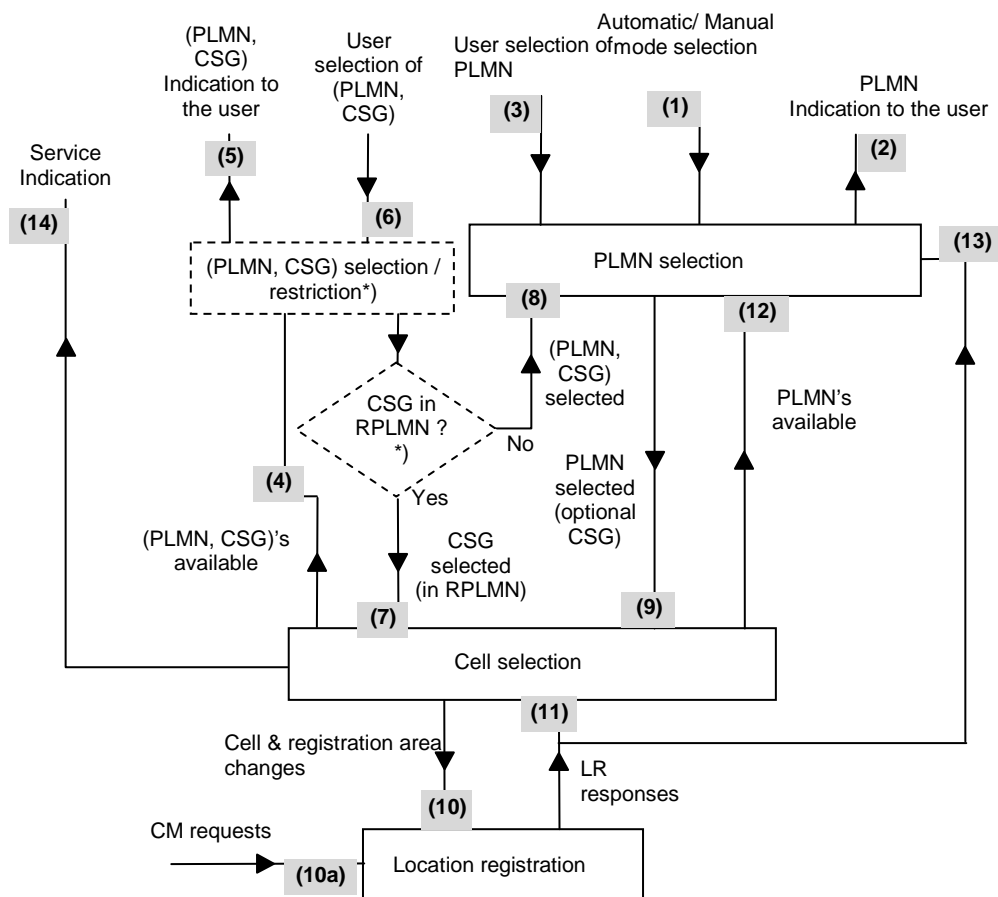 (PLMN,
CSG)
Indication to
the user
User
selection of
(PLMN,
CSG)
User selection of
PLMN
Automatic/ Manual
mode selection
PLMN
Indication to the user
(3)
(1)
(2)
(5)
Service
Indication
(14)
(6)
(13)
(PLMN, CSG) selection /
restriction*)
PLMN selection
(8)
(12)
(PLMN,
CSG)
selected
CSG in
RPLMN ?
*)
No
PLMN's
available
(4)
Yes
PLMN
selected
(optional
CSG)
(PLMN, CSG)'s
available
CSG
selected
(in RPLMN)
(7)
(9)
Cell selection
(11)
Cell & registration area
changes
LR
responses
(10)
CM requests
(10a)
Location registration